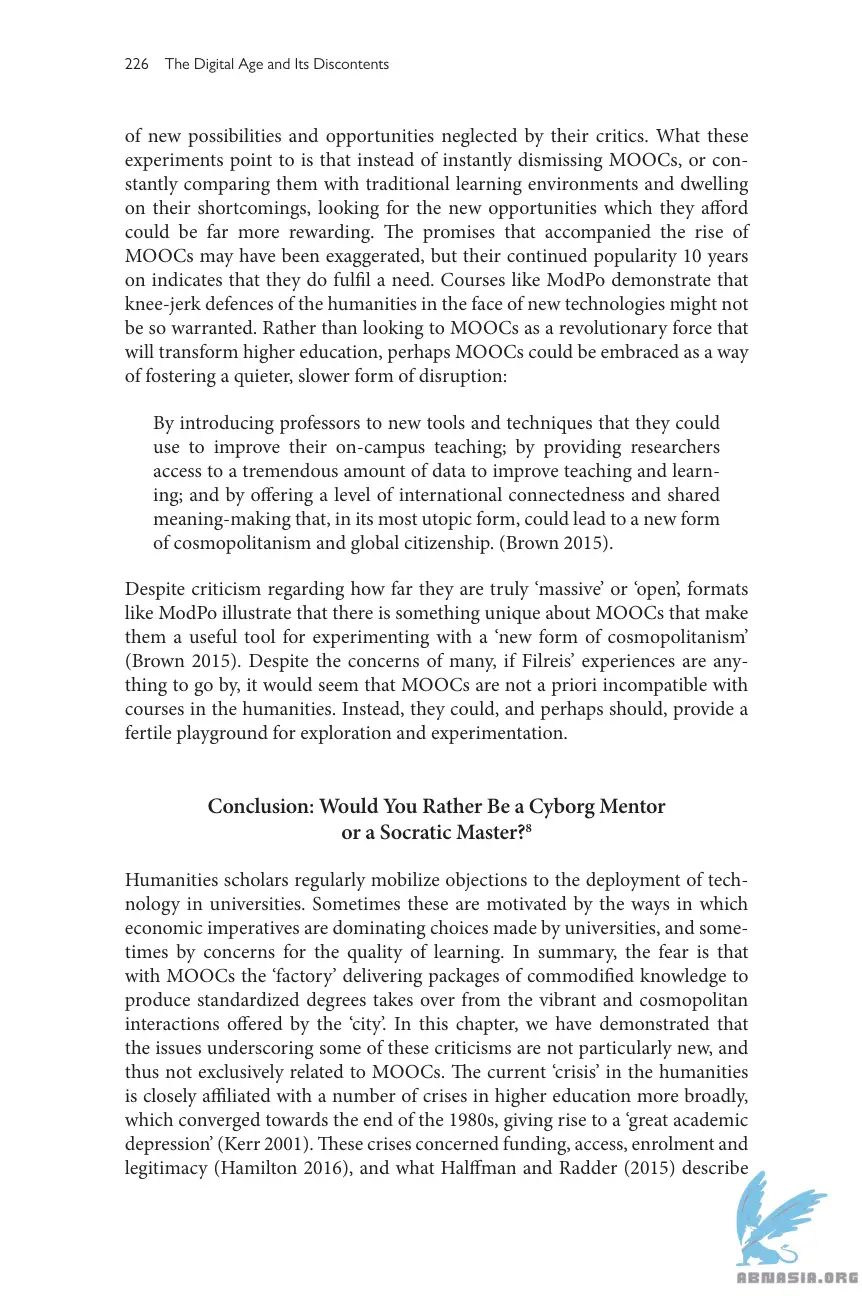 226 The Digital Age and Its Discontents
of new possibilities and opportunities neglected by their critics. What these
experiments point to is that instead of instantly dismissing MOOCs, or con-
stantly comparing them with traditional learning environments and dwelling
on their shortcomings, looking for the new opportunities which they afford
could be far more rewarding. The promises that accompanied the rise of
MOOCs may have been exaggerated, but their continued popularity 10 years
on indicates that they do fulfil a need. Courses like ModPo demonstrate that
knee-jerk defences of the humanities in the face of new technologies might not
be so warranted. Rather than looking to MOOCs as a revolutionary force that
will transform higher education, perhaps MOOCs could be embraced as a way
of fostering a quieter, slower form of disruption:
By introducing professors to new tools and techniques that they could
use to improve their on-campus teaching; by providing researchers
access to a tremendous amount of data to improve teaching and learn-
ing; and by offering a level of international connectedness and shared
meaning-making that, in its most utopic form, could lead to a new form
of cosmopolitanism and global citizenship. (Brown 2015).
Despite criticism regarding how far they are truly ‘massive’ or ‘open’, formats
like ModPo illustrate that there is something unique about MOOCs that make
them a useful tool for experimenting with a ‘new form of cosmopolitanism’
(Brown 2015). Despite the concerns of many, if Filreis’ experiences are any-
thing to go by, it would seem that MOOCs are not a priori incompatible with
courses in the humanities. Instead, they could, and perhaps should, provide a
fertile playground for exploration and experimentation.
Conclusion: Would You Rather Be a Cyborg Mentor
or a Socratic Master?⁸
Humanities scholars regularly mobilize objections to the deployment of tech-
nology in universities. Sometimes these are motivated by the ways in which
economic imperatives are dominating choices made by universities, and some-
times by concerns for the quality of learning. In summary, the fear is that
with MOOCs the ‘factory’ delivering packages of commodified knowledge to
produce standardized degrees takes over from the vibrant and cosmopolitan
interactions offered by the ‘city’. In this chapter, we have demonstrated that
the issues underscoring some of these criticisms are not particularly new, and
thus not exclusively related to MOOCs. The current ‘crisis’ in the humanities
is closely affiliated with a number of crises in higher education more broadly,
which converged towards the end of the 1980s, giving rise to a ‘great academic
depression’ (Kerr 2001). These crises concerned funding, access, enrolment and
legitimacy (Hamilton 2016), and what Halffman and Radder (2015) describe
ABNASIA.ORG